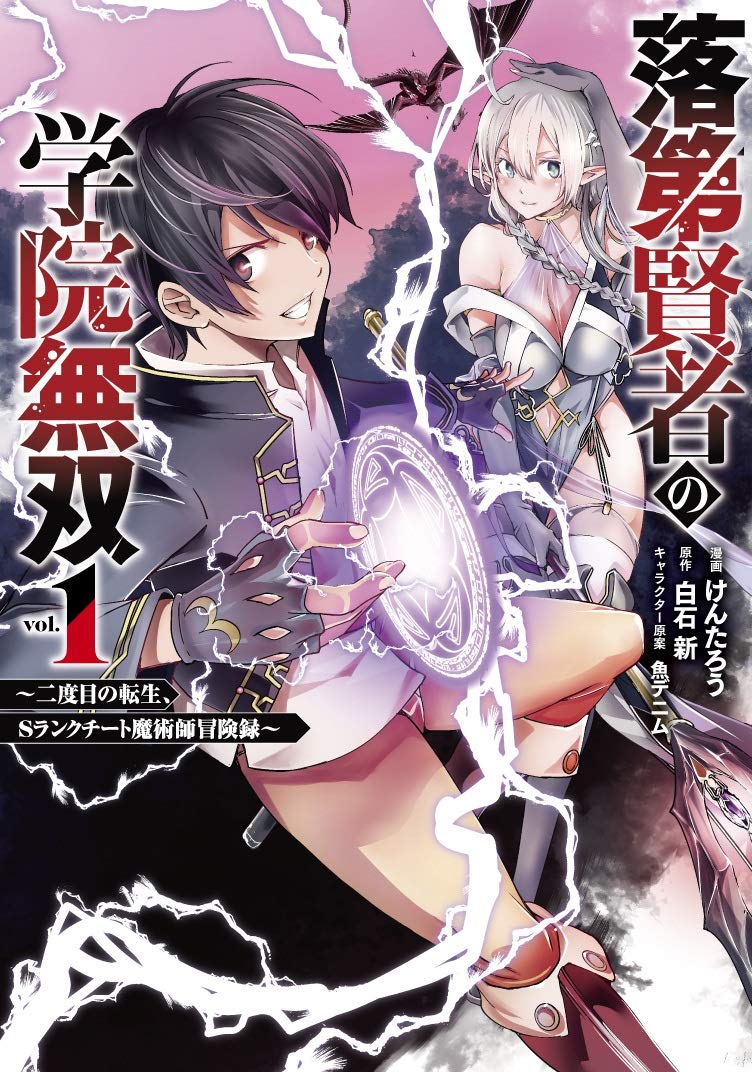 落第賢者の
学院無双
vol.1
～二度目の転生、
Sランクチート魔術師冒険録～
漫画 けんたろう
原作 白石 新
キャラクター原案 魚デニム